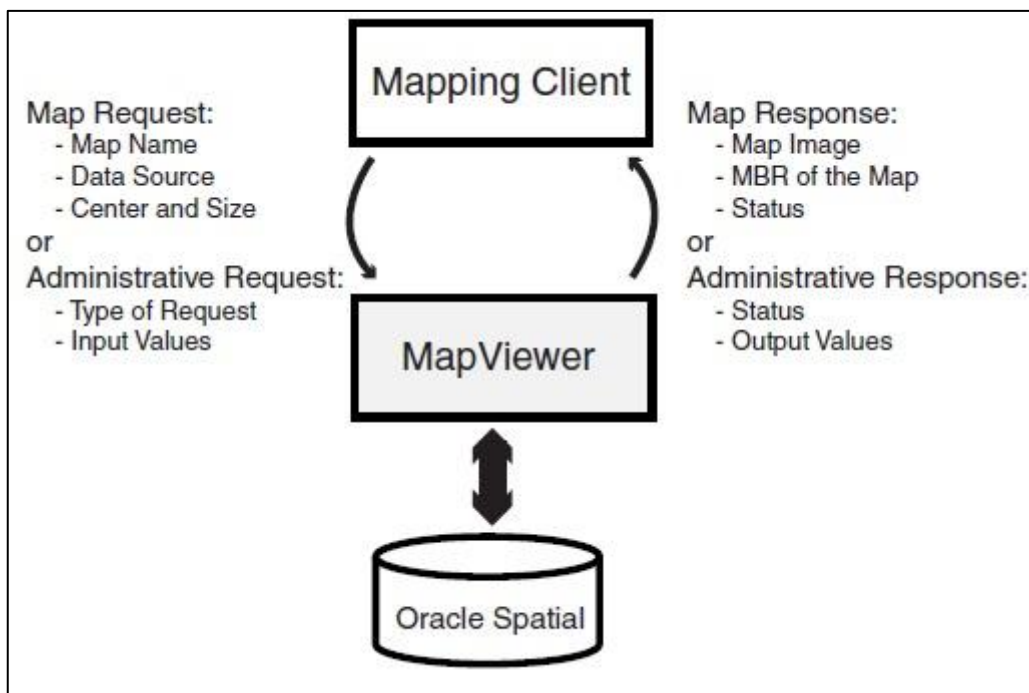 Mapping Client
Map Request:
- Map Name
- Data Source
- Center and Size
or
Administrative Request:
- Type of Request
- Input Values
Map Response:
- Map Image
- MBR of the Map
- Status
or
Administrative Response:
- Status
- Output Values
MapViewer
Oracle Spatial